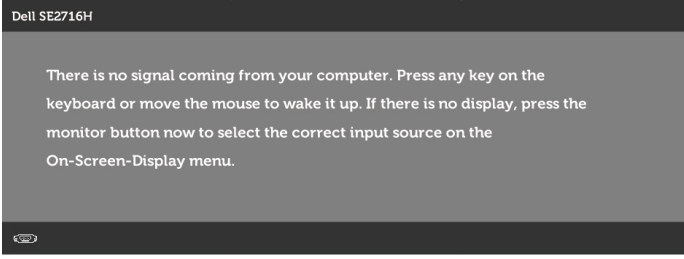 Dell SE2716H
There is no signal coming from your computer. Press any key on the
keyboard or move the mouse to wake it up. If there is no display, press the
monitor button now to select the correct input source on the
On-Screen-Display menu.